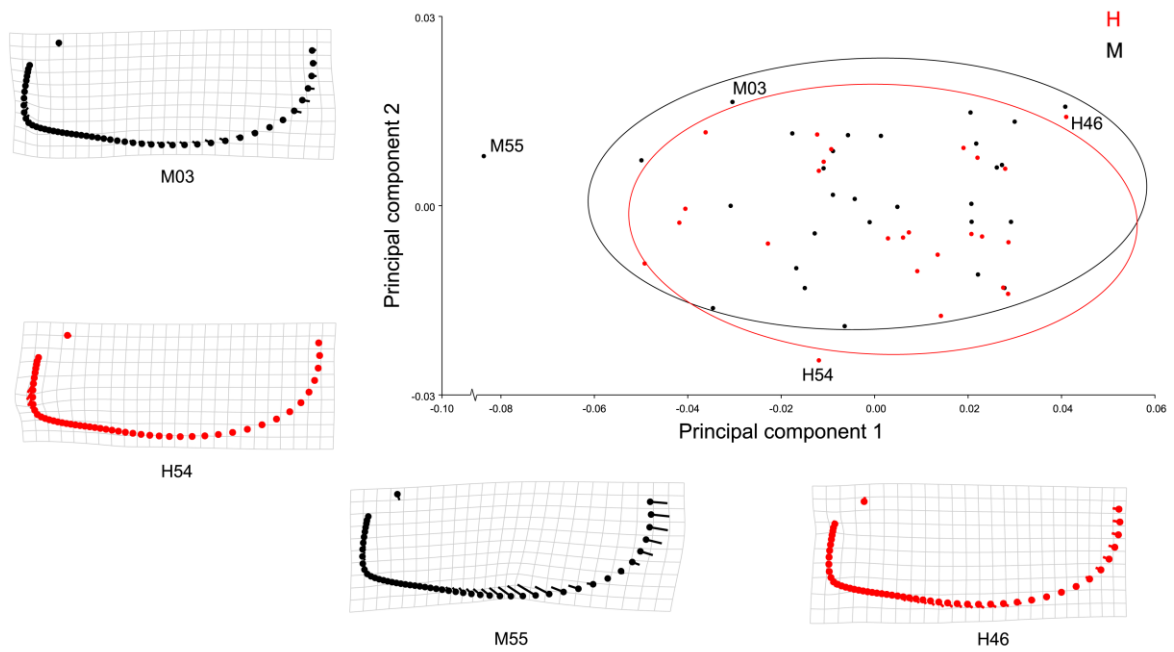 0.03
H
M
M03
M03
H46
M55
Principal component 2
0.00
H54
-0.03
-0.10
-0.08
-0.06
-0.04
-0.02
0.00
0.02
0.04
0.06
Principal component 1
H54
M55
H46